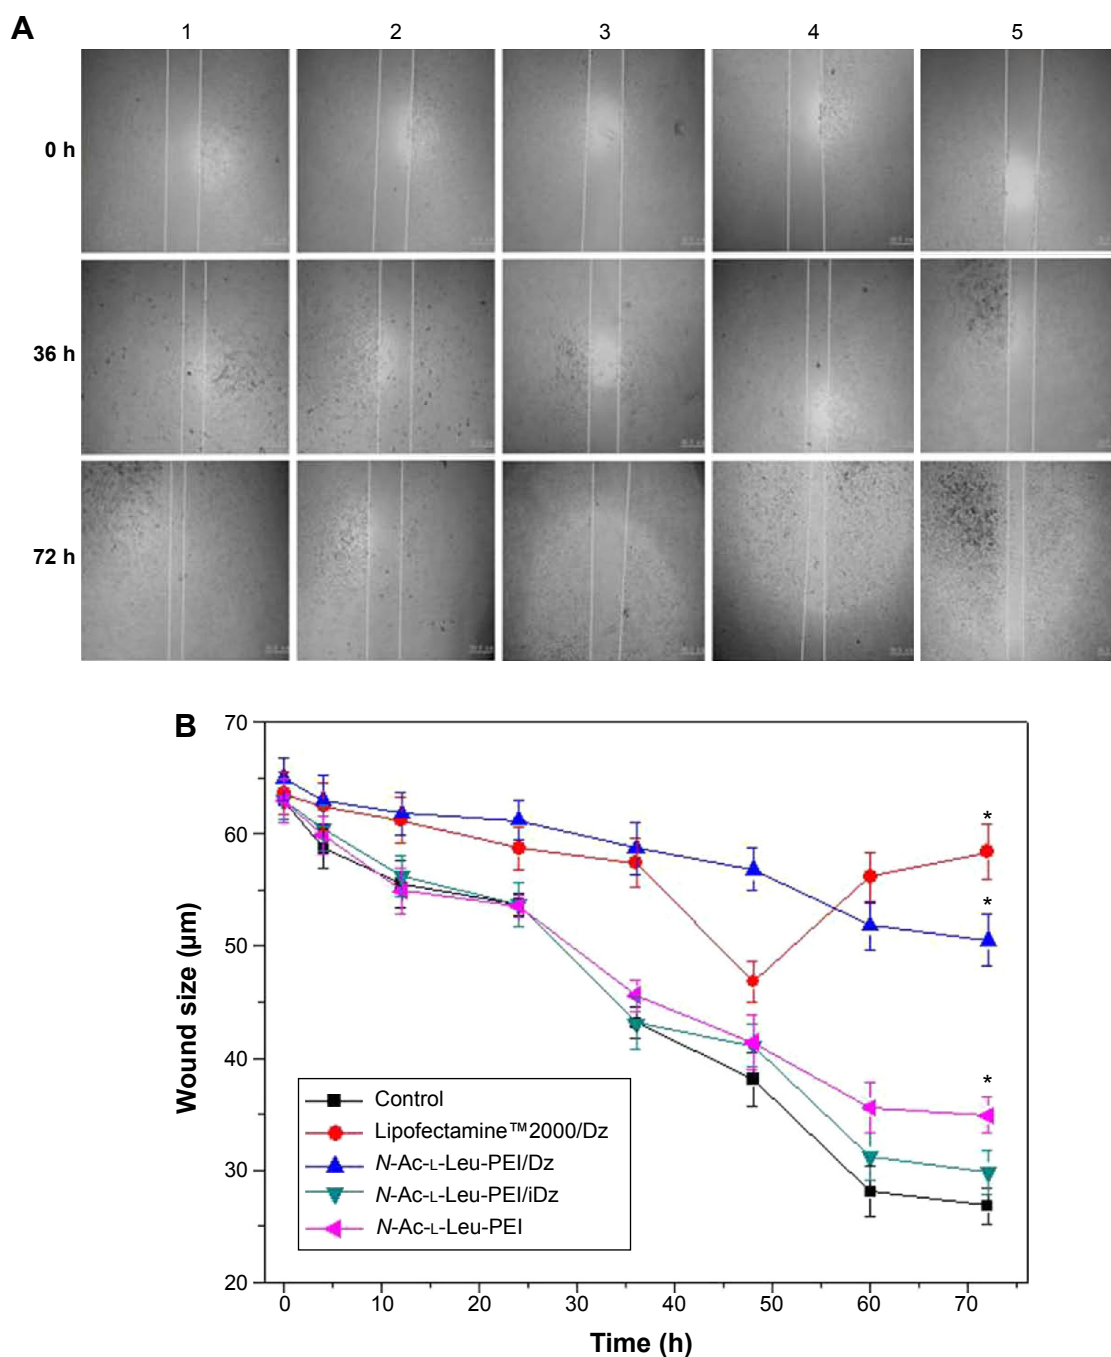 A
1 2 3 4 5
0 h
36 h
72 h
B
70
60
50
40
30
20
Wound size (µm)
*
*
*
Control
Lipofectamine™2000/Dz
N-Ac-L-Leu-PEI/Dz
N-Ac-L-Leu-PEI/iDz
N-Ac-L-Leu-PEI
0 10 20 30 40 50 60 70
Time (h)